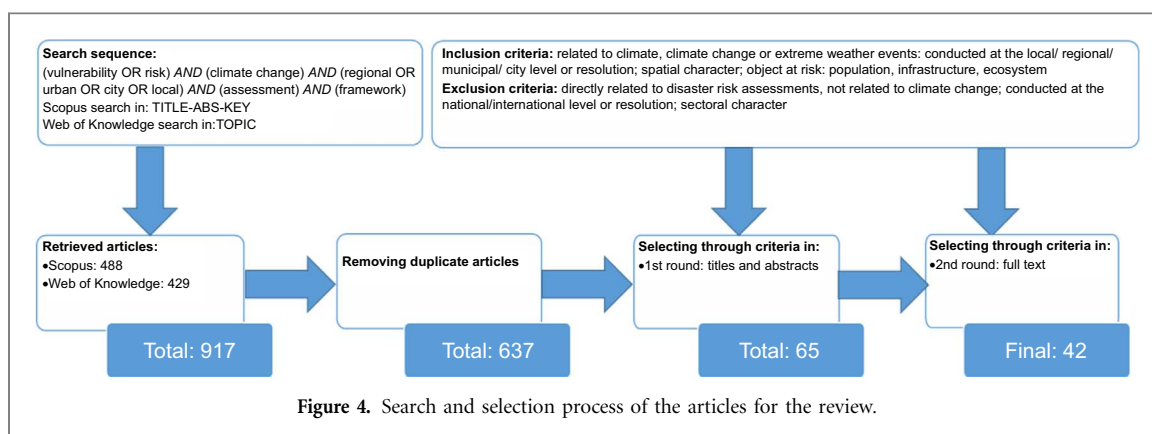 Search sequence:
(vulnerability OR risk) AND (climate change) AND (regional OR
urban OR city OR local) AND (assessment) AND (framework)
Scopus search in: TITLE-ABS-KEY
Web of Knowledge search in:TOPIC
Inclusion criteria: related to climate, climate change or extreme weather events: conducted at the local/ regional/
municipal/ city level or resolution; spatial character; object at risk: population, infrastructure, ecosystem
Exclusion criteria: directly related to disaster risk assessments, not related to climate change; conducted at the
national/international level or resolution; sectoral character
Retrieved articles:
•Scopus: 488
•Web of Knowledge: 429
Total: 917
Removing duplicate articles
Total: 637
Selecting through criteria in:
•1st round: titles and abstracts
Total: 65
Selecting through criteria in:
•2nd round: full text
Final: 42
Figure 4. Search and selection process of the articles for the review.